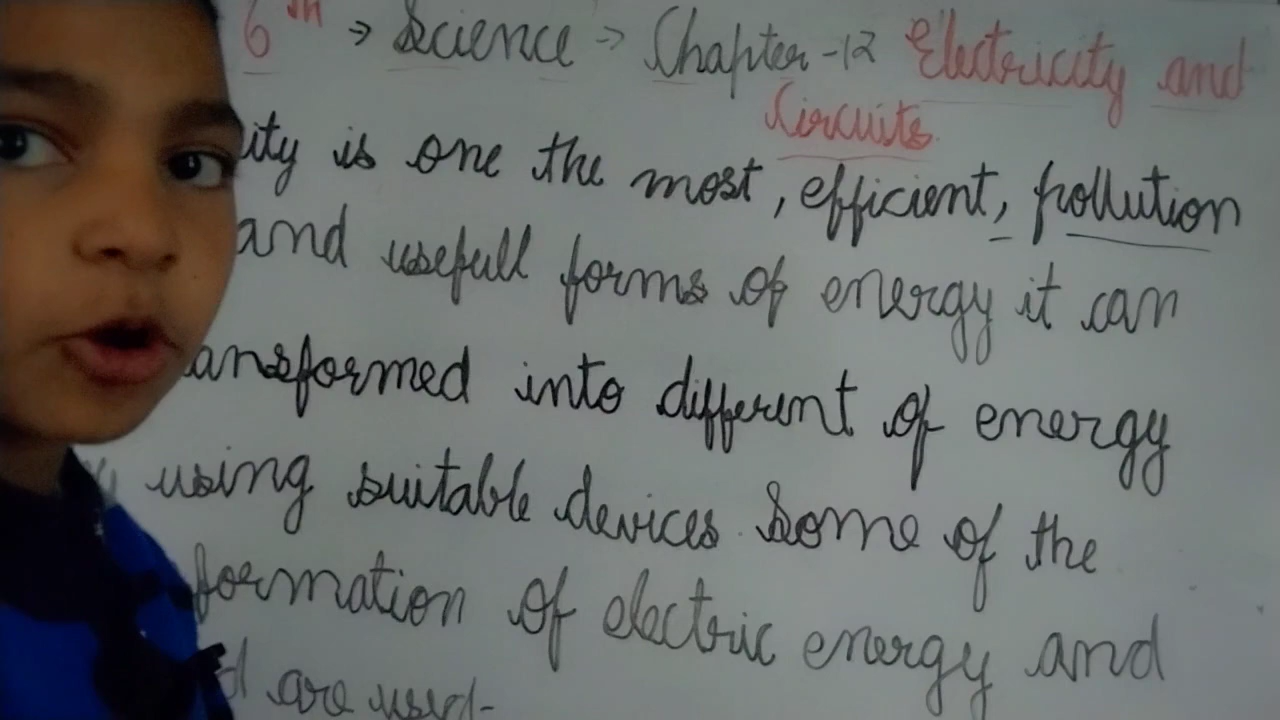 6th → Science → Chapter-12 Electricity and
Circuits
ity is one the most, efficient, pollution
and usefull forms of energy it can
ansformed into different of energy
using suitable devices. Some of the
formation of electric energy and
d are used-